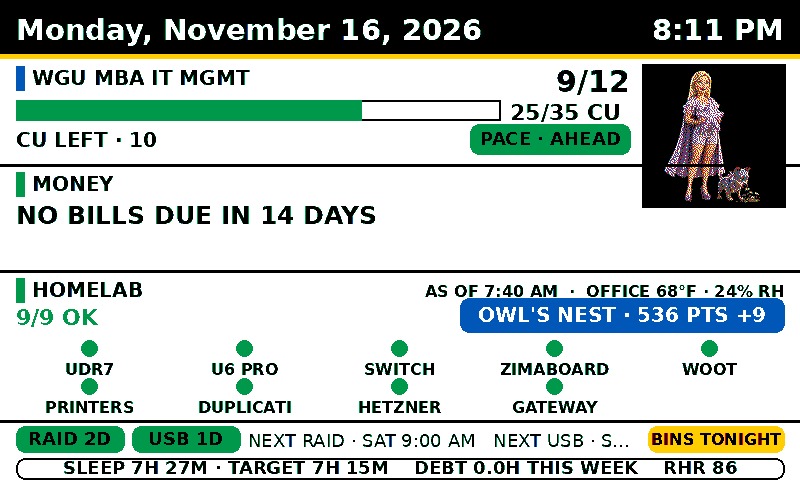 Monday, November 16, 2026 8:11 PM
WGU MBA IT MGMT 9/12
25/35 CU
CU LEFT · 10 PACE · AHEAD
MONEY
NO BILLS DUE IN 14 DAYS
HOMELAB AS OF 7:40 AM · OFFICE 68°F · 24% RH
9/9 OK OWL'S NEST · 536 PTS +9
UDR7 U6 PRO SWITCH ZIMABOARD WOOT
PRINTERS DUPLICATI HETZNER GATEWAY
RAID 2D USB 1D NEXT RAID · SAT 9:00 AM NEXT USB · S... BINS TONIGHT
SLEEP 7H 27M · TARGET 7H 15M DEBT 0.0H THIS WEEK RHR 86